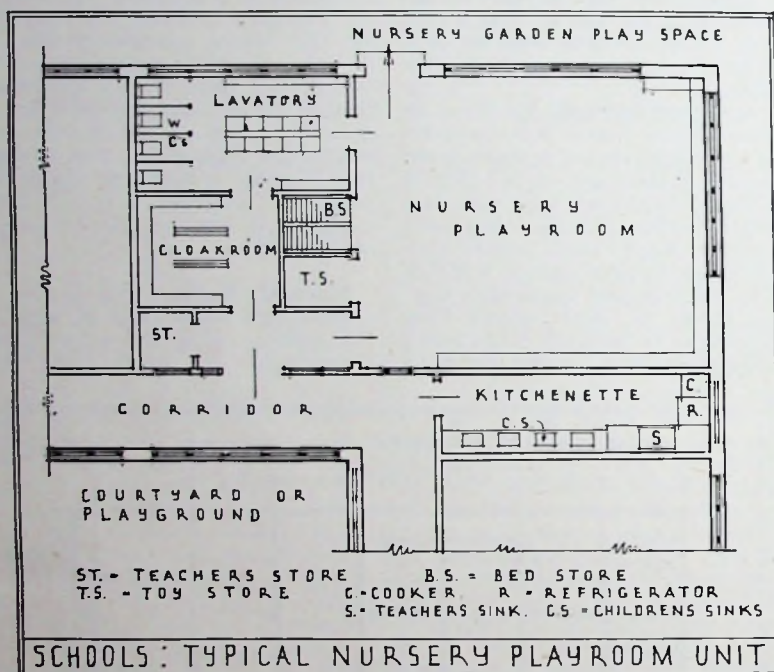 NURSERY GARDEN PLAY SPACE
LAVATORY
W
Cs
B.S
NURSERY
PLAYROOM
CLOAKROOM
T.S.
ST.
KITCHENETTE
C.
R.
CORRIDOR
C.S.
S
COURTYARD OR
PLAYGROUND
ST. = TEACHERS STORE B.S. = BED STORE
T.S. = TOY STORE C. = COOKER R = REFRIGERATOR
S. = TEACHERS SINK. CS = CHILDRENS SINKS
SCHOOLS: TYPICAL NURSERY PLAYROOM UNIT